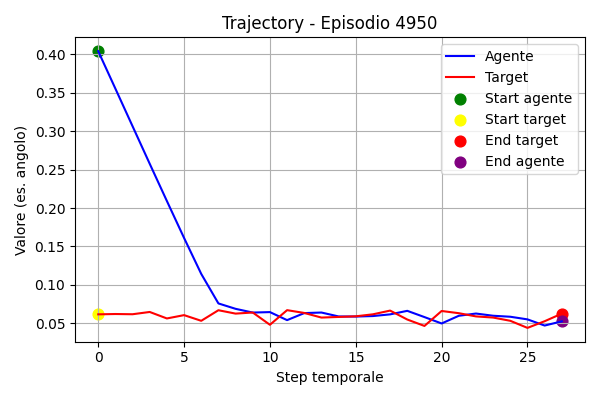 Trajectory - Episodio 4950
Valore (es. angolo)
0.40
0.35
0.30
0.25
0.20
0.15
0.10
0.05
Agente
Target
Start agente
Start target
End target
End agente
0 5 10 15 20 25
Step temporale